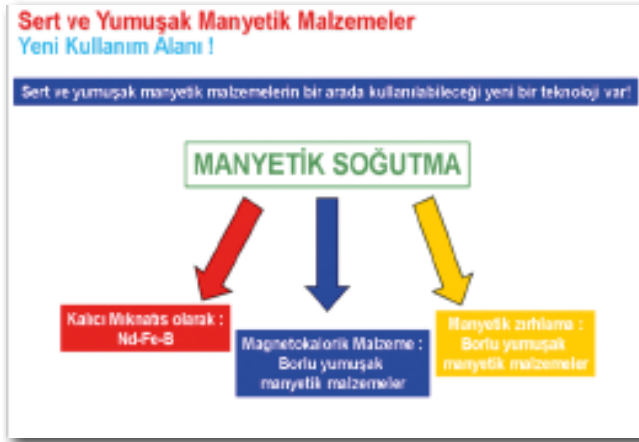 Sert ve Yumuşak Manyetik Malzemeler
Yeni Kullanım Alanı !
Sert ve yumuşak manyetik malzemelerin bir arada kullanılabileceği yeni bir teknoloji var!
MANYETİK SOĞUTMA
Kalıcı Mıknatıs olarak :
Nd-Fe-B
Magnetokalorik Malzeme :
Borlu yumuşak
manyetik malzemeler
Manyetik zırhlama :
Borlu yumuşak
manyetik malzemeler